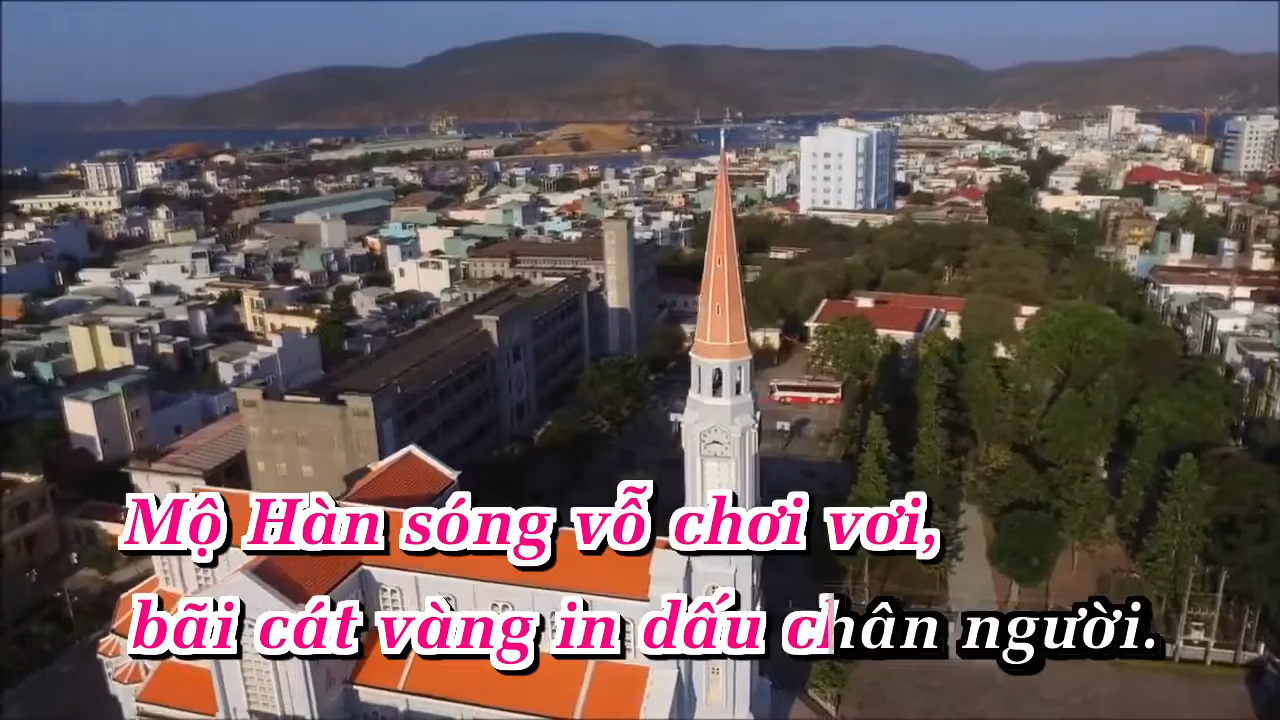 Mộ Hàn sóng vỗ chơi vơi,
bãi cát vàng in dấu chân người.